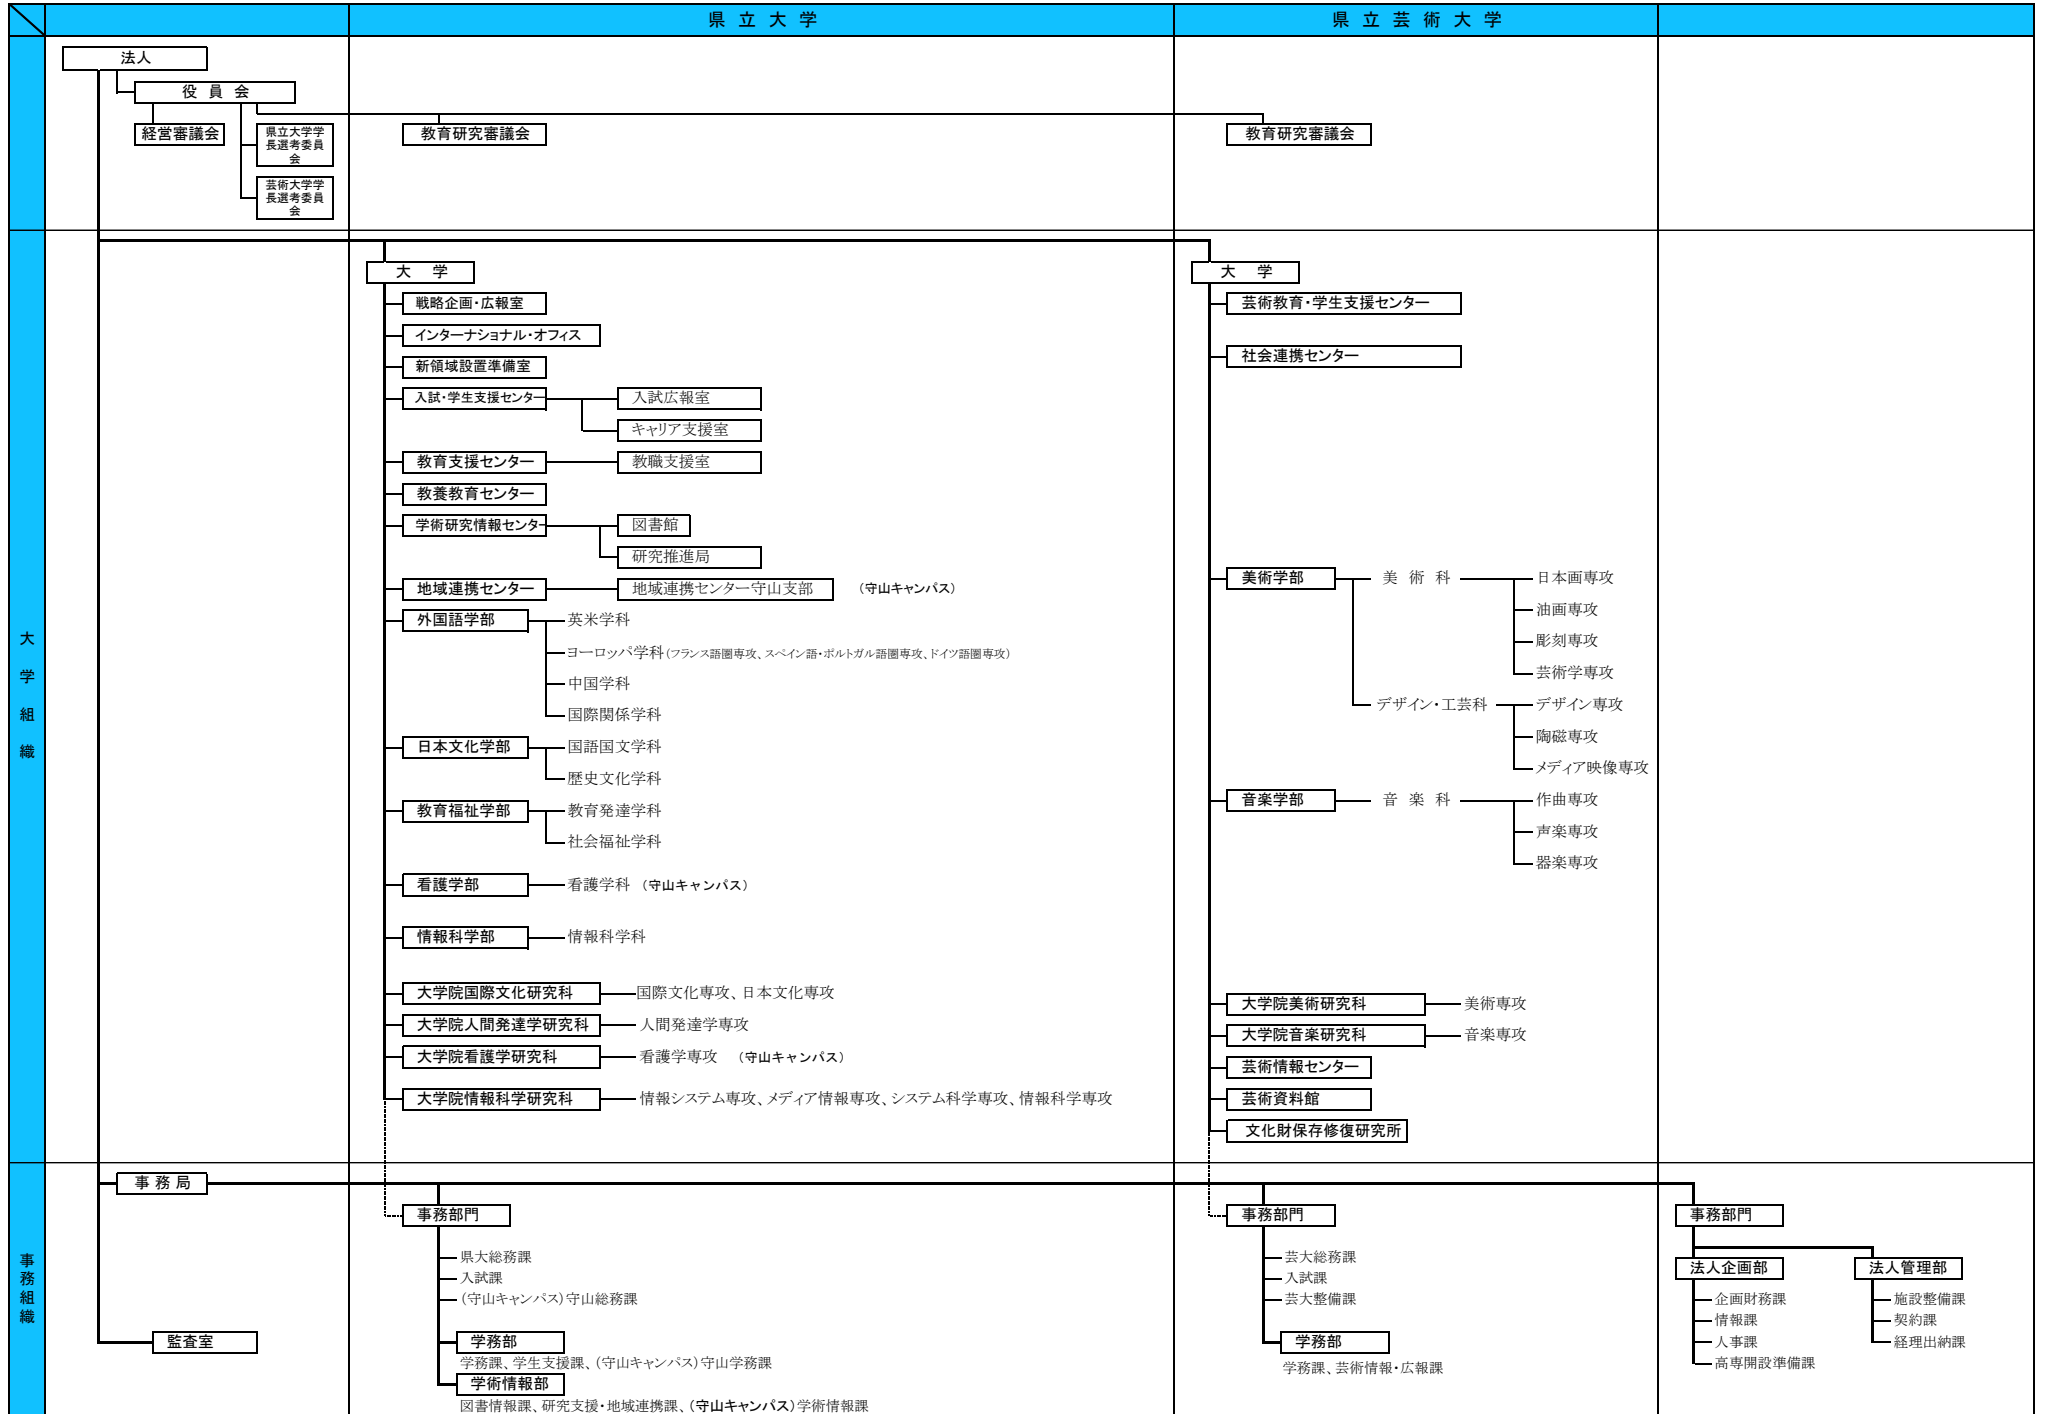 県 立 大 学
県 立 芸 術 大 学
法人
役 員 会
経営審議会
県立大学学
長選考委員
会
芸術大学学
長選考委員
会
教育研究審議会
教育研究審議会
大 学 組 織
大 学
戦略企画・広報室
インターナショナル・オフィス
新領域設置準備室
入試・学生支援センター
入試広報室
キャリア支援室
教育支援センター
教職支援室
教養教育センター
学術研究情報センター
図書館
研究推進局
地域連携センター
地域連携センター守山支部
（守山キャンパス）
外国語学部
英米学科
ヨーロッパ学科（フランス語圏専攻、スペイン語・ポルトガル語圏専攻、ドイツ語圏専攻）
中国学科
国際関係学科
日本文化学部
国語国文学科
歴史文化学科
教育福祉学部
教育発達学科
社会福祉学科
看護学部
看護学科 （守山キャンパス）
情報科学部
情報科学科
大学院国際文化研究科
国際文化専攻、日本文化専攻
大学院人間発達学研究科
人間発達学専攻
大学院看護学研究科
看護学専攻 （守山キャンパス）
大学院情報科学研究科
情報システム専攻、メディア情報専攻、システム科学専攻、情報科学専攻
大 学
芸術教育・学生支援センター
社会連携センター
美術学部
美 術 科
日本画専攻
油画専攻
彫刻専攻
芸術学専攻
デザイン・工芸科
デザイン専攻
陶磁専攻
メディア映像専攻
音楽学部
音 楽 科
作曲専攻
声楽専攻
器楽専攻
大学院美術研究科
美術専攻
大学院音楽研究科
音楽専攻
芸術情報センター
芸術資料館
文化財保存修復研究所
事務組織
事 務 局
監査室
事務部門
県大総務課
入試課
（守山キャンパス）守山総務課
学務部
学務課、学生支援課、（守山キャンパス）守山学務課
学術情報部
図書情報課、研究支援・地域連携課、（守山キャンパス）学術情報課
事務部門
芸大総務課
入試課
芸大整備課
学務部
学務課、芸術情報・広報課
事務部門
法人企画部
企画財務課
情報課
人事課
高専開設準備課
法人管理部
施設整備課
契約課
経理出納課